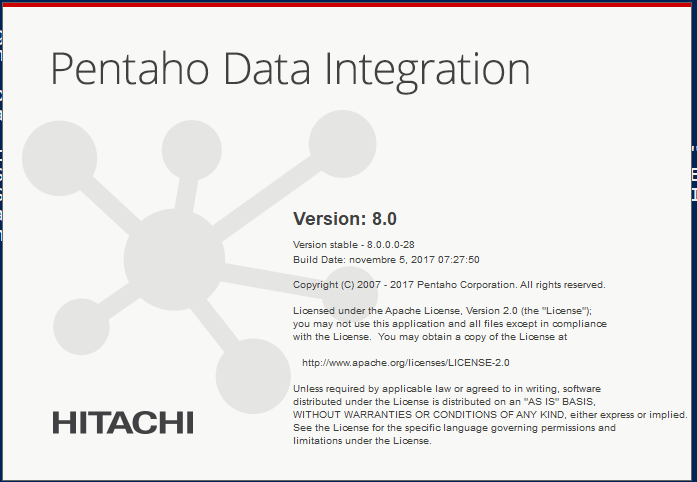 Pentaho Data Integration
Version: 8.0
Version stable - 8.0.0.0-28
Build Date: novembre 5, 2017 07:27:50
Copyright (C) 2007 - 2017 Pentaho Corporation. All rights reserved.
Licensed under the Apache License, Version 2.0 (the "License");
you may not use this application and all files except in compliance
with the License. You may obtain a copy of the License at
http://www.apache.org/licenses/LICENSE-2.0
Unless required by applicable law or agreed to in writing, software
distributed under the License is distributed on an "AS IS" BASIS,
WITHOUT WARRANTIES OR CONDITIONS OF ANY KIND, either express or implied.
See the License for the specific language governing permissions and
limitations under the License.
HITACHI